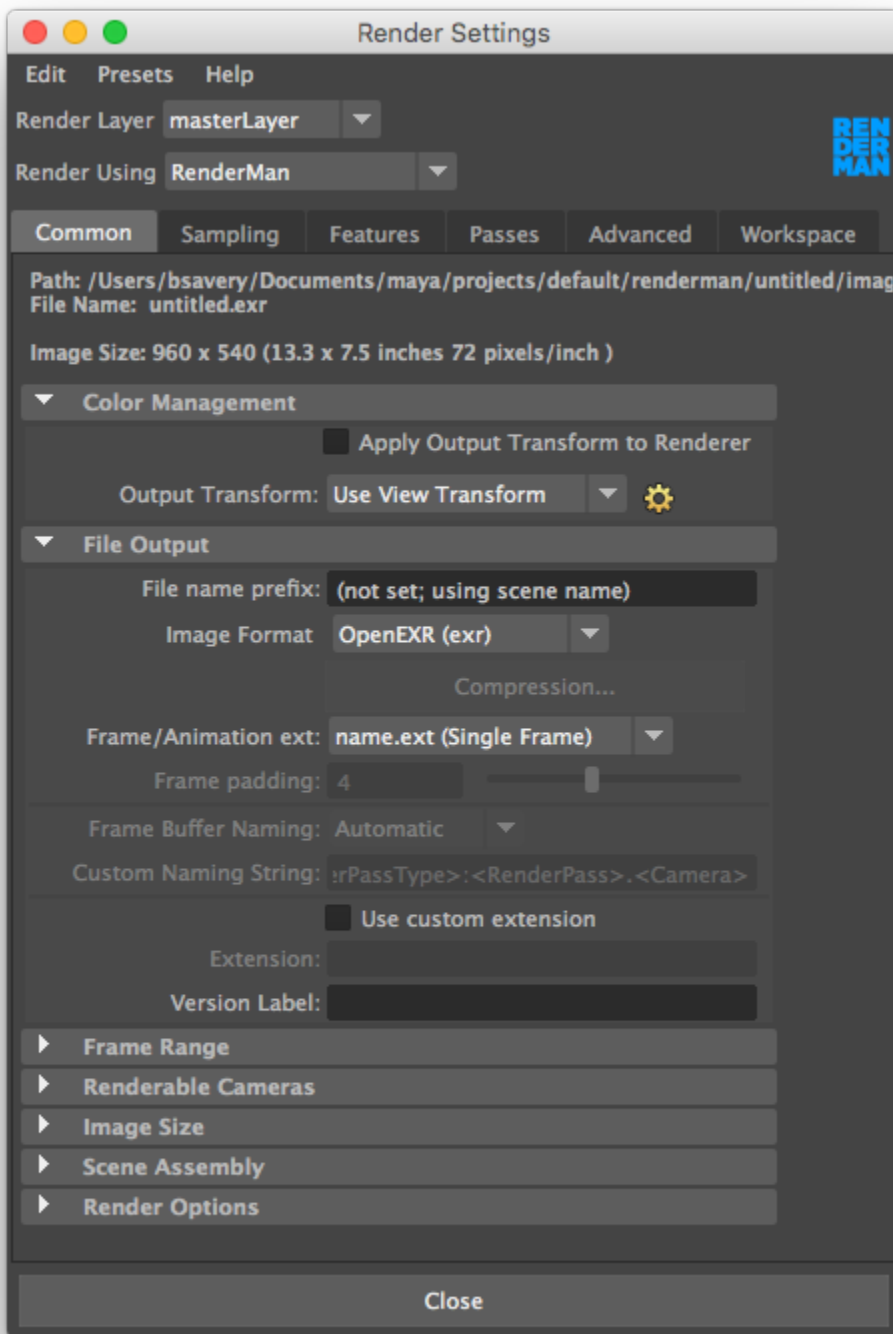 Render Settings
Edit Presets Help
Render Layer masterLayer
REN
DER
MAN
Render Using RenderMan
Common Sampling Features Passes Advanced Workspace
Path: /Users/bsavery/Documents/maya/projects/default/renderman/untitled/imag
File Name: untitled.exr
Image Size: 960 x 540 (13.3 x 7.5 inches 72 pixels/inch )
Color Management
Apply Output Transform to Renderer
Output Transform: Use View Transform
File Output
File name prefix: (not set; using scene name)
Image Format OpenEXR (exr)
Compression...
Frame/Animation ext: name.ext (Single Frame)
Frame padding: 4
Frame Buffer Naming: Automatic
Custom Naming String: erPassType>:<RenderPass>.<Camera>
Use custom extension
Extension:
Version Label:
Frame Range
Renderable Cameras
Image Size
Scene Assembly
Render Options
Close